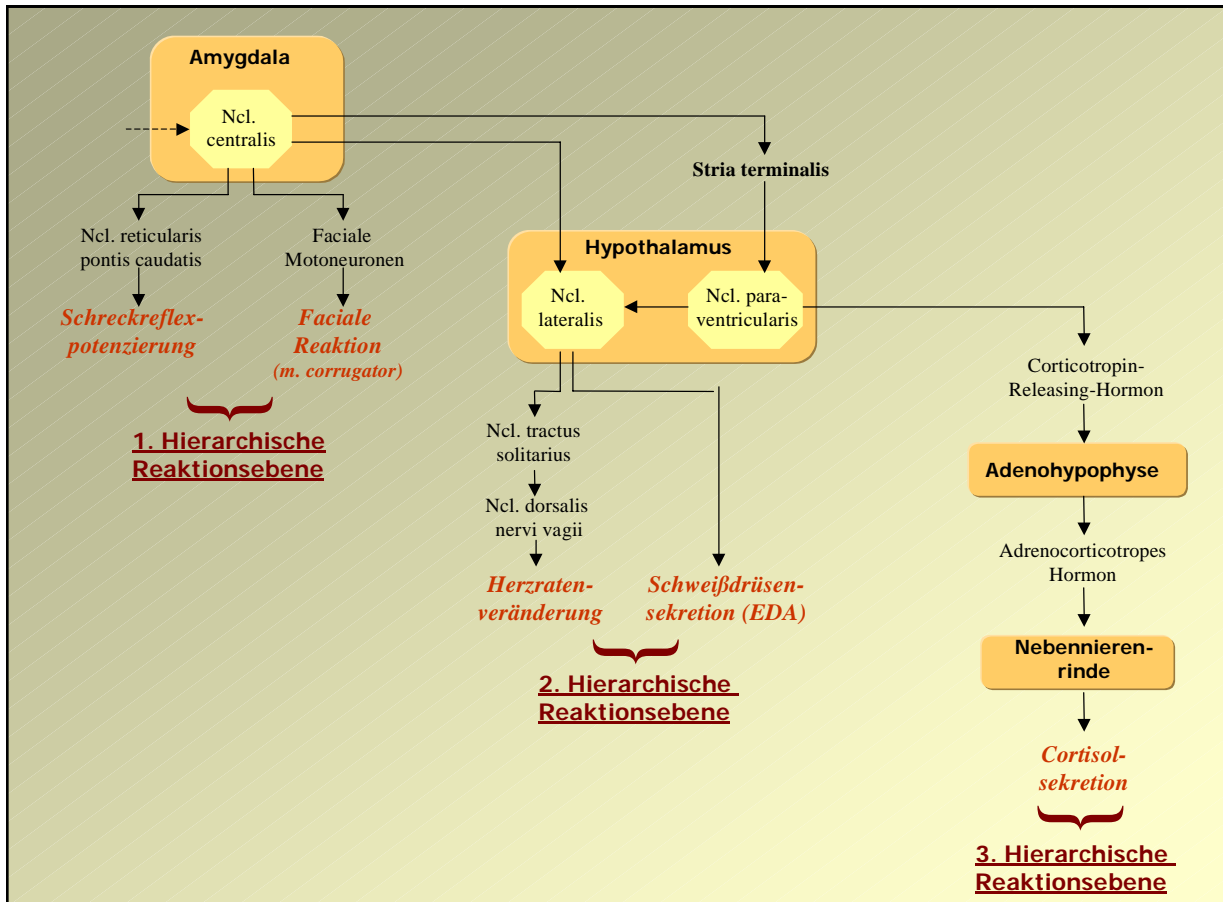 Amygdala
Ncl.
centralis
Stria terminalis
Ncl. reticularis
pontis caudatis
Faciale
Motoneuronen
Schreckreflex-
potenzierung
Faciale
Reaktion
(m. corrugator)
1. Hierarchische
Reaktionsebene
Hypothalamus
Ncl.
lateralis
Ncl. para-
ventricularis
Ncl. tractus
solitarius
Ncl. dorsalis
nervi vagii
Herzraten-
veränderung
Schweißdrüsen-
sekretion (EDA)
2. Hierarchische
Reaktionsebene
Corticotropin-
Releasing-Hormon
Adenohypophyse
Adrenocorticotropes
Hormon
Nebennieren-
rinde
Cortisol-
sekretion
3. Hierarchische
Reaktionsebene